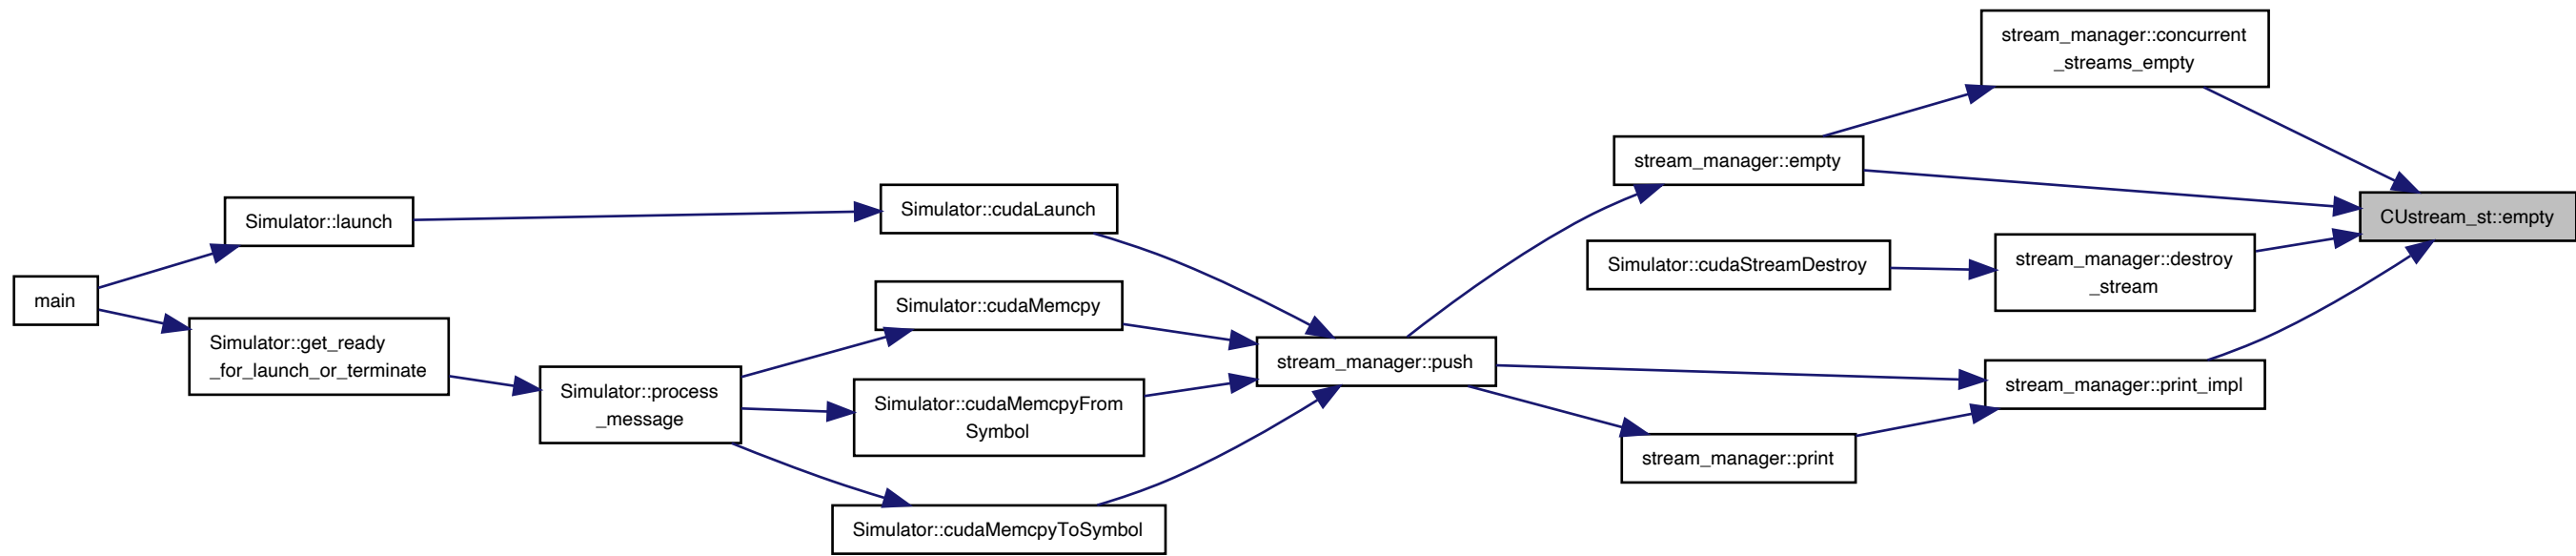 stream_manager::concurrent
_streams_empty
stream_manager::empty
Simulator::cudaLaunch
Simulator::launch
CUstream_st::empty
Simulator::cudaStreamDestroy
stream_manager::destroy
_stream
main
Simulator::cudaMemcpy
Simulator::get_ready
_for_launch_or_terminate
stream_manager::push
stream_manager::print_impl
Simulator::process
_message
Simulator::cudaMemcpyFrom
Symbol
stream_manager::print
Simulator::cudaMemcpyToSymbol